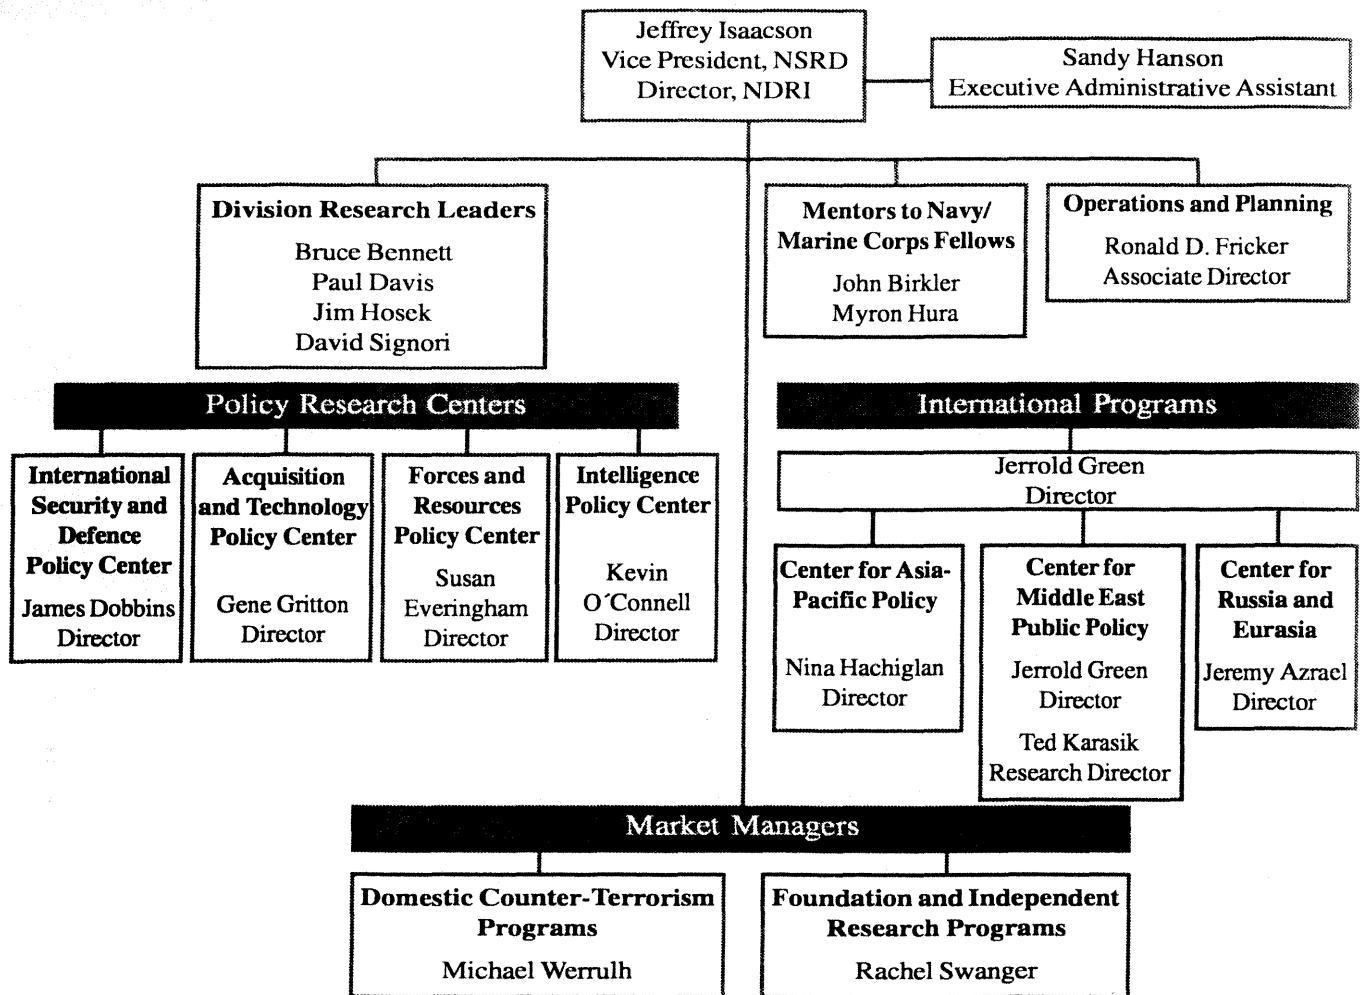 Jeffrey Isaacson
Vice President, NSRD
Director, NDRI
Sandy Hanson
Executive Administrative Assistant
Division Research Leaders
Bruce Bennett
Paul Davis
Jim Hosek
David Signori
Mentors to Navy/
Marine Corps Fellows
John Birkler
Myron Hura
Operations and Planning
Ronald D. Fricker
Associate Director
Policy Research Centers
International
Security and
Defence
Policy Center
James Dobbins
Director
Acquisition
and Technology
Policy Center
Gene Gritton
Director
Forces and
Resources
Policy Center
Susan
Everingham
Director
Intelligence
Policy Center
Kevin
O´Connell
Director
International Programs
Jerrold Green
Director
Center for Asia-
Pacific Policy
Nina Hachiglan
Director
Center for
Middle East
Public Policy
Jerrold Green
Director
Ted Karasik
Research Director
Center for
Russia and
Eurasia
Jeremy Azrael
Director
Market Managers
Domestic Counter-Terrorism
Programs
Michael Werrulh
Foundation and Independent
Research Programs
Rachel Swanger